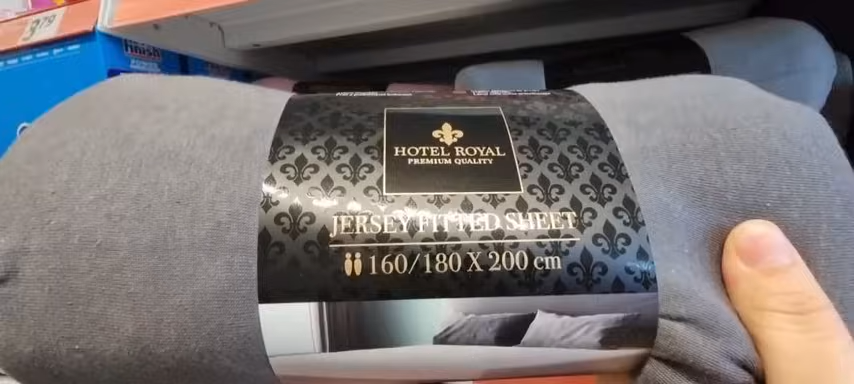 3.79
finish
HOTEL ROYAL
PREMIUM QUALITY
JERSEY FITTED SHEET
160/180 X 200 cm